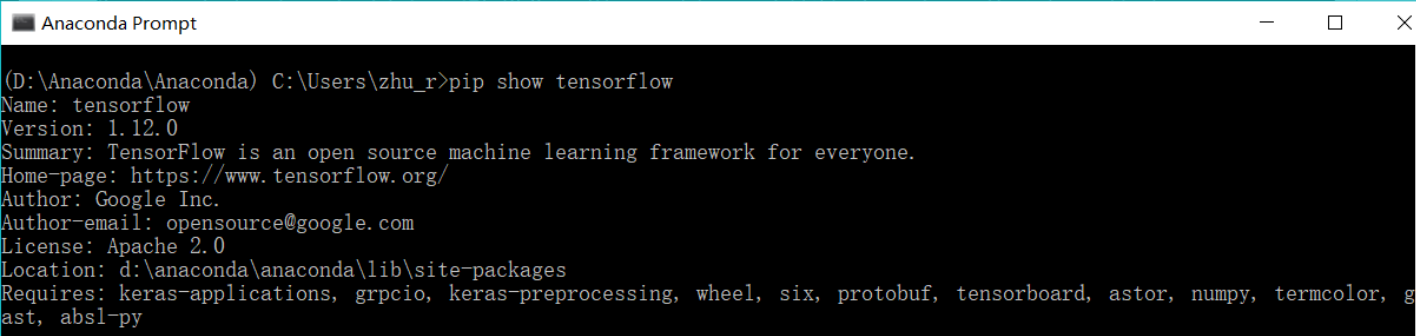 Anaconda Prompt
(D:\Anaconda\Anaconda) C:\Users\zhu_r>pip show tensorflow
Name: tensorflow
Version: 1.12.0
Summary: TensorFlow is an open source machine learning framework for everyone.
Home-page: https://www.tensorflow.org/
Author: Google Inc.
Author-email: opensource@google.com
License: Apache 2.0
Location: d:\anaconda\anaconda\lib\site-packages
Requires: keras-applications, grpcio, keras-preprocessing, wheel, six, protobuf, tensorboard, astor, numpy, termcolor, g
ast, absl-py